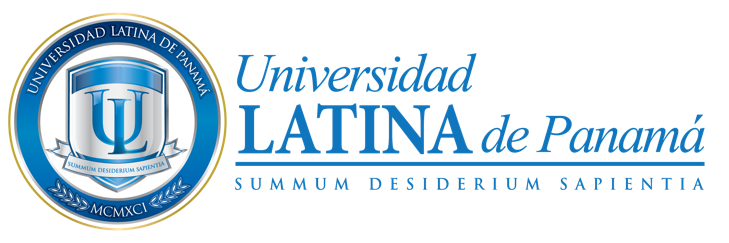 UNIVERSIDAD LATINA DE PANAMÁ
UL
SUMMUM DESIDERIUM SAPIENTIA
MCMXCI
Universidad
LATINA de Panamá
SUMMUM DESIDERIUM SAPIENTIA